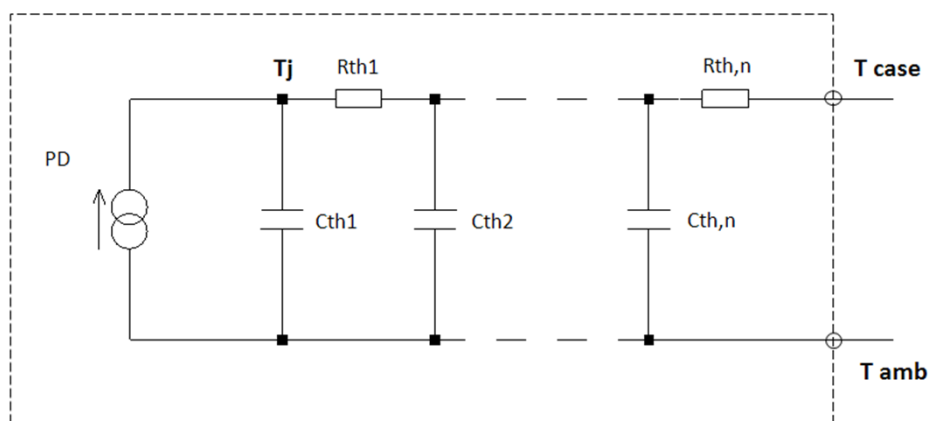 Tj
Rth1
Rth,n
T case
PD
Cth1
Cth2
Cth,n
T amb